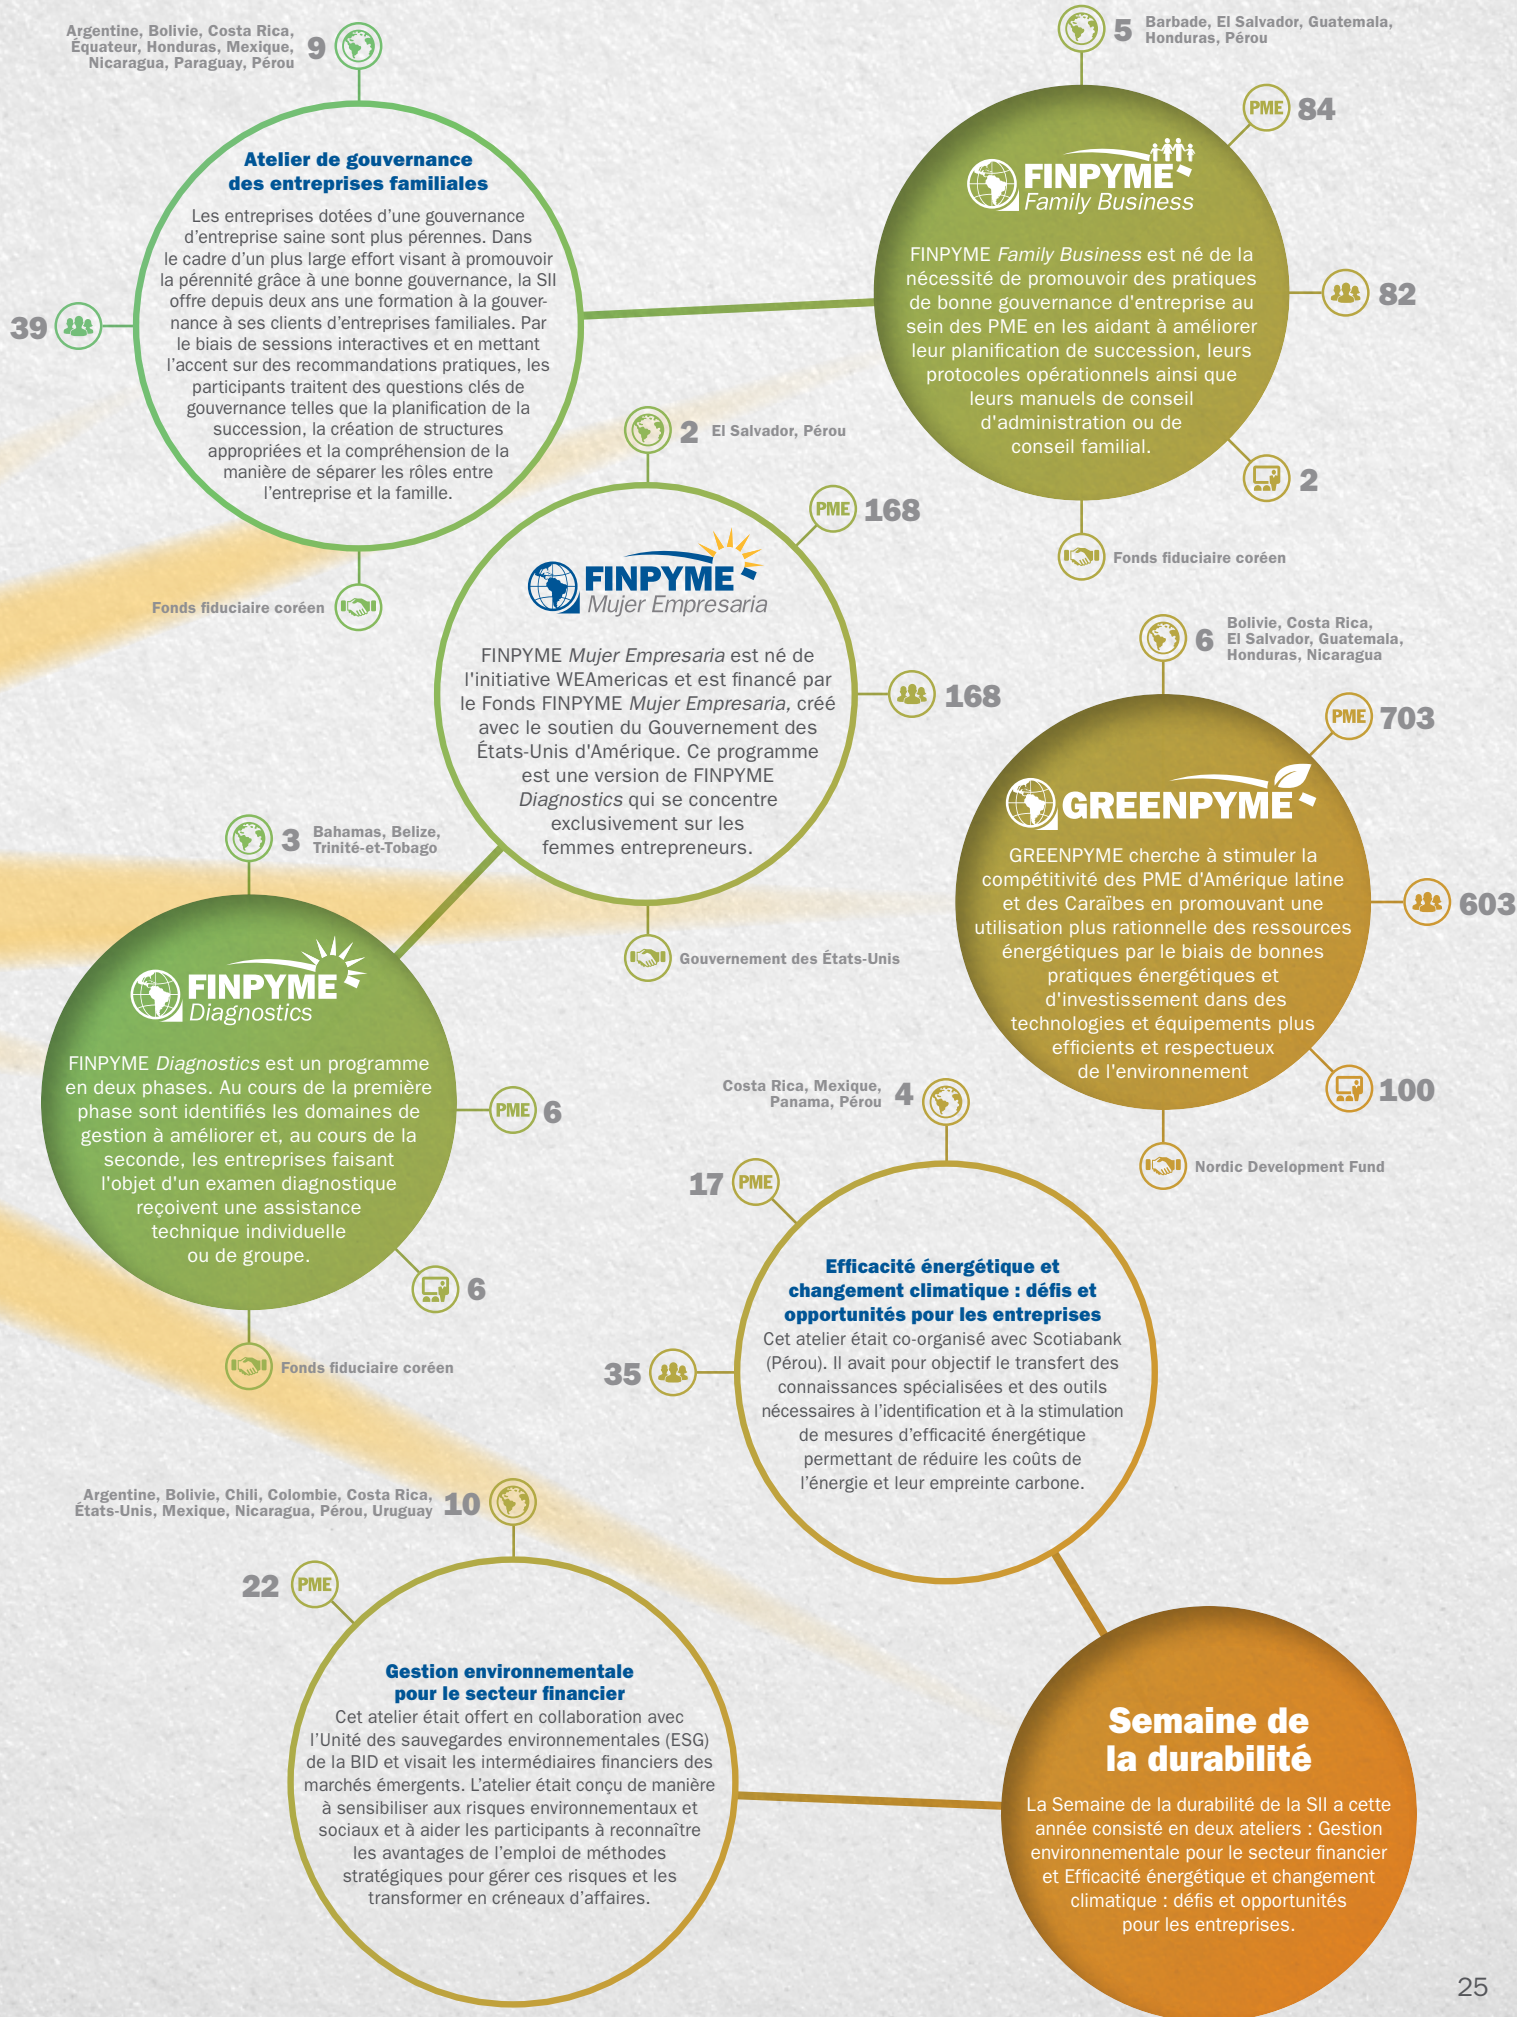 Argentine, Bolivie, Costa Rica,
Équateur, Honduras, Mexique,
Nicaragua, Paraguay, Pérou
9
Atelier de gouvernance
des entreprises familiales
Les entreprises dotées d’une gouvernance
d’entreprise saine sont plus pérennes. Dans
le cadre d’un plus large effort visant à promouvoir
la pérennité grâce à une bonne gouvernance, la SII
offre depuis deux ans une formation à la gouver-
nance à ses clients d’entreprises familiales. Par
le biais de sessions interactives et en mettant
l’accent sur des recommandations pratiques, les
participants traitent des questions clés de
gouvernance telles que la planification de la
succession, la création de structures
appropriées et la compréhension de la
manière de séparer les rôles entre
l’entreprise et la famille.
39
Fonds fiduciaire coréen
5
Barbade, El Salvador, Guatemala,
Honduras, Pérou
PME 84
FINPYME
Family Business
FINPYME Family Business est né de la
nécessité de promouvoir des pratiques
de bonne gouvernance d'entreprise au
sein des PME en les aidant à améliorer
leur planification de succession, leurs
protocoles opérationnels ainsi que
leurs manuels de conseil
d'administration ou de
conseil familial.
82
2
Fonds fiduciaire coréen
2 El Salvador, Pérou
PME 168
FINPYME
Mujer Empresaria
FINPYME Mujer Empresaria est né de
l'initiative WEAmericas et est financé par
le Fonds FINPYME Mujer Empresaria, créé
avec le soutien du Gouvernement des
États-Unis d'Amérique. Ce programme
est une version de FINPYME
Diagnostics qui se concentre
exclusivement sur les
femmes entrepreneurs.
168
Gouvernement des États-Unis
6
Bolivie, Costa Rica,
El Salvador, Guatemala,
Honduras, Nicaragua
PME 703
GREENPYME
GREENPYME cherche à stimuler la
compétitivité des PME d'Amérique latine
et des Caraïbes en promouvant une
utilisation plus rationnelle des ressources
énergétiques par le biais de bonnes
pratiques énergétiques et
d'investissement dans des
technologies et équipements plus
efficients et respectueux
de l'environnement
603
100
Nordic Development Fund
3
Bahamas, Belize,
Trinité-et-Tobago
FINPYME
Diagnostics
FINPYME Diagnostics est un programme
en deux phases. Au cours de la première
phase sont identifiés les domaines de
gestion à améliorer et, au cours de la
seconde, les entreprises faisant
l'objet d'un examen diagnostique
reçoivent une assistance
technique individuelle
ou de groupe.
PME 6
6
Fonds fiduciaire coréen
Costa Rica, Mexique,
Panama, Pérou
4
17 PME
Efficacité énergétique et
changement climatique : défis et
opportunités pour les entreprises
Cet atelier était co-organisé avec Scotiabank
(Pérou). Il avait pour objectif le transfert des
connaissances spécialisées et des outils
nécessaires à l’identification et à la stimulation
de mesures d’efficacité énergétique
permettant de réduire les coûts de
l’énergie et leur empreinte carbone.
35
Argentine, Bolivie, Chili, Colombie, Costa Rica,
États-Unis, Mexique, Nicaragua, Pérou, Uruguay
10
22 PME
Gestion environnementale
pour le secteur financier
Cet atelier était offert en collaboration avec
l’Unité des sauvegardes environnementales (ESG)
de la BID et visait les intermédiaires financiers des
marchés émergents. L’atelier était conçu de manière
à sensibiliser aux risques environnementaux et
sociaux et à aider les participants à reconnaître
les avantages de l’emploi de méthodes
stratégiques pour gérer ces risques et les
transformer en créneaux d’affaires.
Semaine de
la durabilité
La Semaine de la durabilité de la SII a cette
année consisté en deux ateliers : Gestion
environnementale pour le secteur financier
et Efficacité énergétique et changement
climatique : défis et opportunités
pour les entreprises.
25